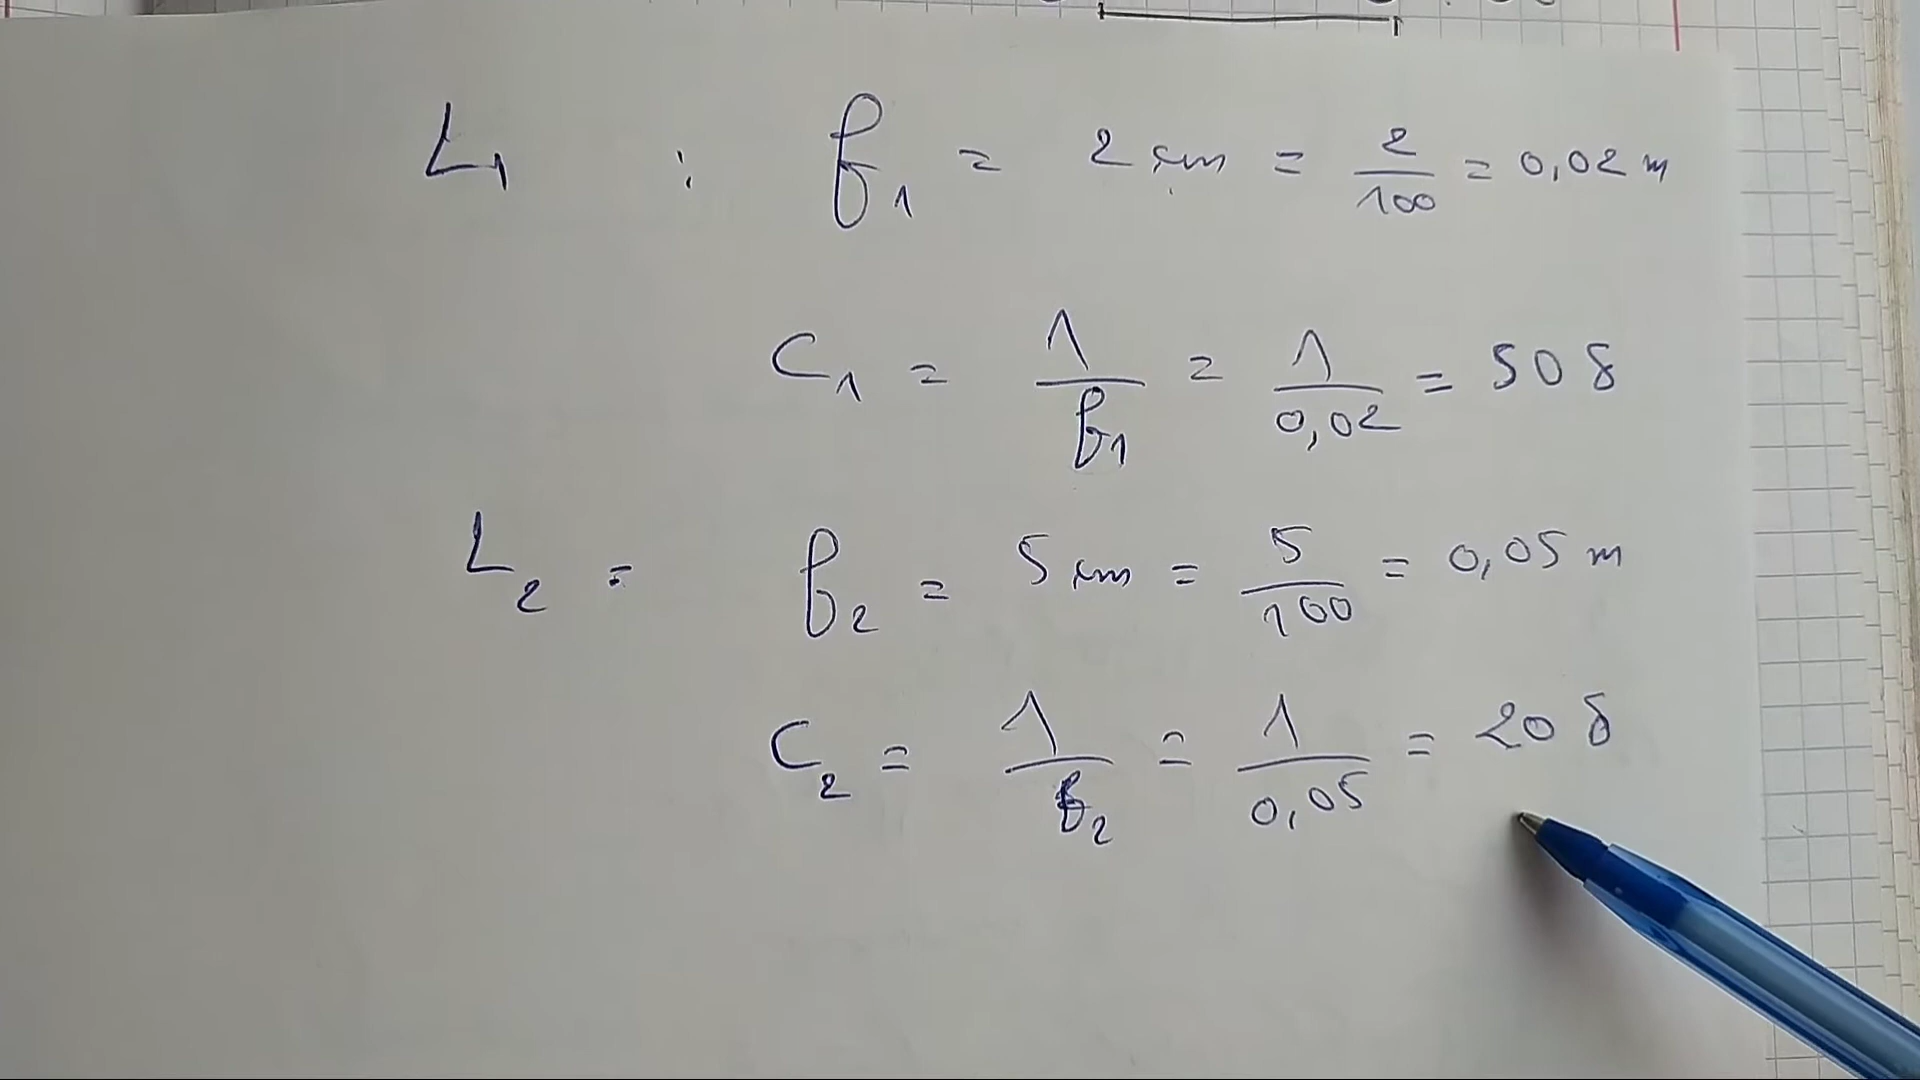 L₁ : f₁ = 2 cm = 2/100 = 0,02 m
C₁ = 1/f₁ = 1/0,02 = 50 δ
L₂ = f₂ = 5 cm = 5/100 = 0,05 m
C₂ = 1/f₂ = 1/0,05 = 20 δ